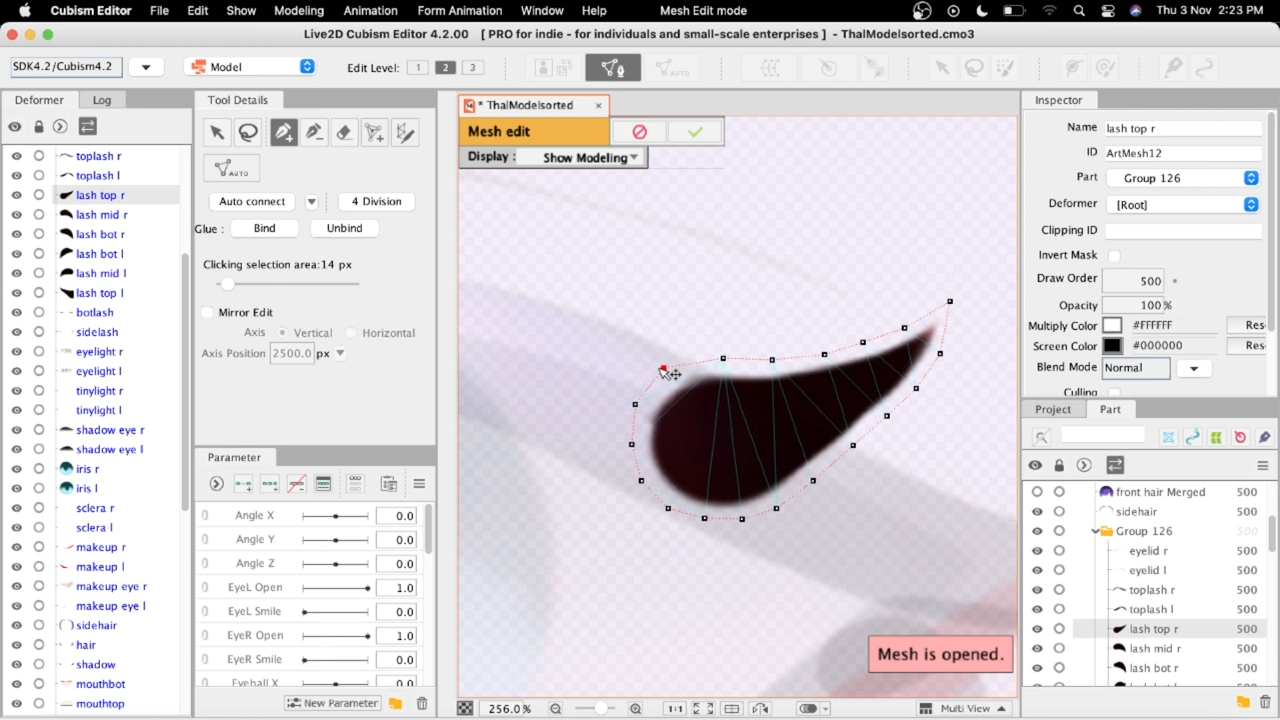 Cubism Editor File Edit Show Modeling Animation Form Animation Window Help Mesh Edit mode Thu 3 Nov 2:23 PM
Live2D Cubism Editor 4.2.00 [ PRO for indie - for individuals and small-scale enterprises ] - ThalModelsorted.cmo3
SDK4.2/Cubism4.2 Model Edit Level: 1 2 3 AUTO
Deformer Log
toplash r
toplash l
lash top r
lash mid r
lash bot r
lash bot l
lash mid l
lash top l
botlash
sidelash
eyelight r
eyelight l
tinylight r
tinylight l
shadow eye r
shadow eye l
iris r
iris l
sclera r
sclera l
makeup r
makeup l
makeup eye r
makeup eye l
sidehair
hair
shadow
mouthbot
mouthtop
Tool Details
AUTO
Auto connect 4 Division
Glue : Bind Unbind
Clicking selection area:14 px
Mirror Edit
Axis Vertical Horizontal
Axis Position 2500.0 px
Parameter
Angle X 0.0
Angle Y 0.0
Angle Z 0.0
EyeL Open 1.0
EyeL Smile 0.0
EyeR Open 1.0
EyeR Smile 0.0
Eyeball X 0.0
New Parameter
* ThalModelsorted ×
Mesh edit
Display : Show Modeling
Mesh is opened.
256.0% 1:1 Multi View
Inspector
Name lash top r
ID ArtMesh12
Part Group 126
Deformer [Root]
Clipping ID
Invert Mask
Draw Order 500
Opacity 100 %
Multiply Color #FFFFFF Res
Screen Color #000000 Res
Blend Mode Normal
Culling
Project Part
front hair Merged 500
sidehair 500
Group 126 500
eyelid r 500
eyelid l 500
toplash r 500
toplash l 500
lash top r 500
lash mid r 500
lash bot r 500